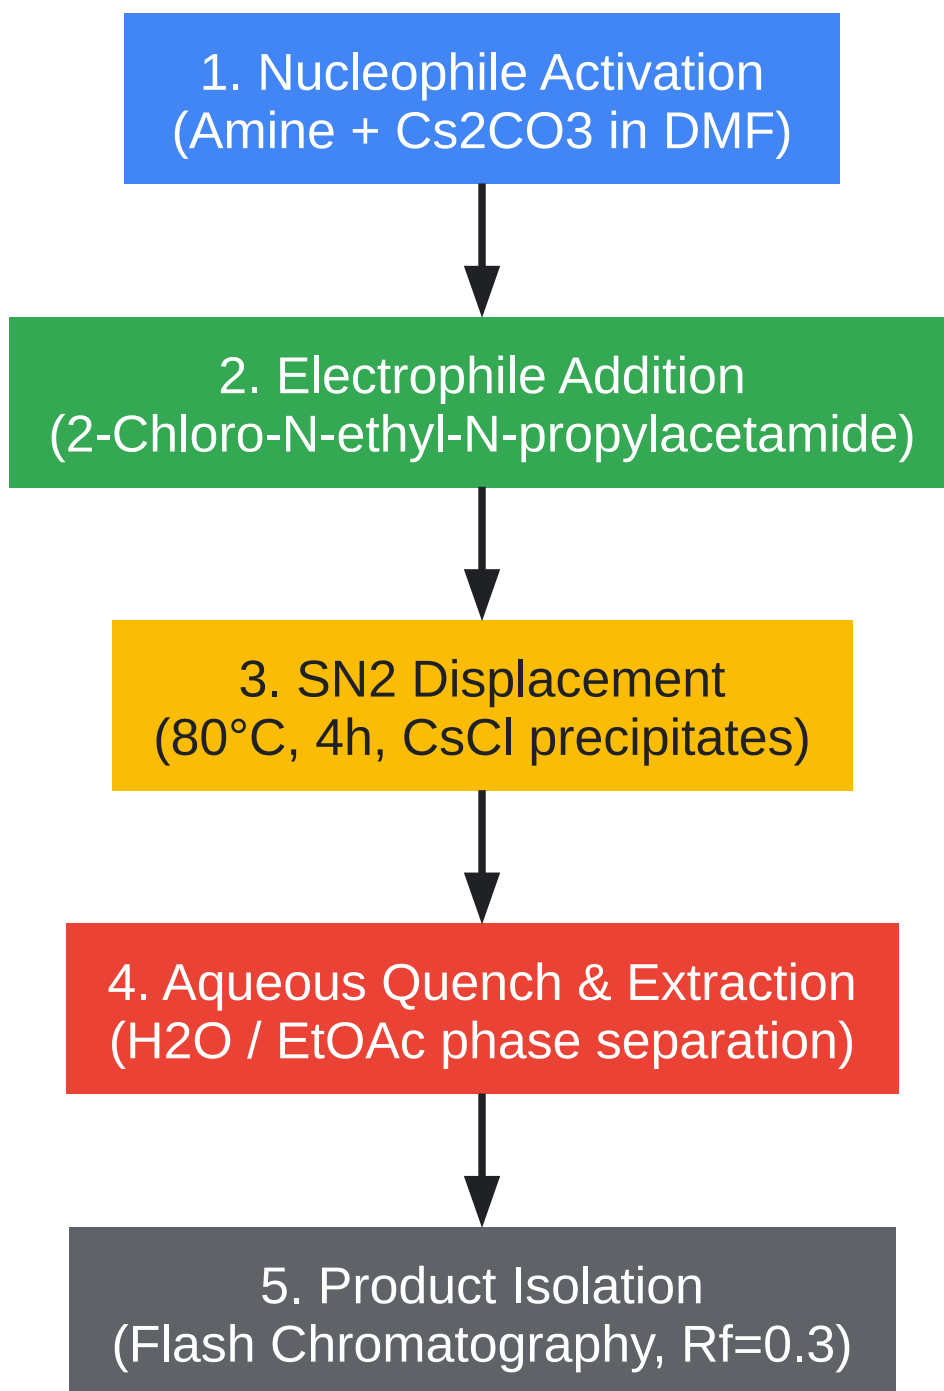 1. Nucleophile Activation
(Amine + Cs2CO3 in DMF)
2. Electrophile Addition
(2-Chloro-N-ethyl-N-propylacetamide)
3. SN2 Displacement
(80°C, 4h, CsCl precipitates)
4. Aqueous Quench & Extraction
(H2O / EtOAc phase separation)
5. Product Isolation
(Flash Chromatography, Rf=0.3)